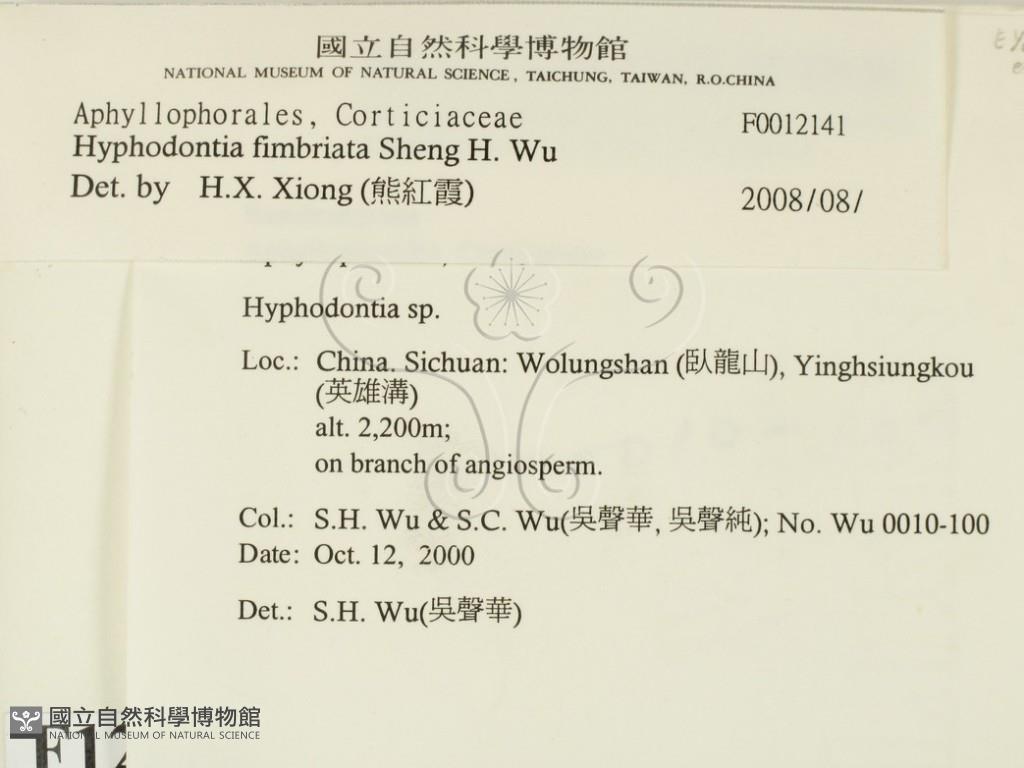 國立自然科學博物館
NATIONAL MUSEUM OF NATURAL SCIENCE, TAICHUNG, TAIWAN, R.O.CHINA
Aphyllophorales, Corticiaceae F0012141
Hyphodontia fimbriata Sheng H. Wu
Det. by H.X. Xiong (熊紅霞) 2008/08/
Hyphodontia sp.
Loc.: China. Sichuan: Wolungshan (臥龍山), Yinghsiungkou
(英雄溝)
alt. 2,200m;
on branch of angiosperm.
Col.: S.H. Wu & S.C. Wu(吳聲華, 吳聲純); No. Wu 0010-100
Date: Oct. 12, 2000
Det.: S.H. Wu(吳聲華)
國立自然科學博物館
NATIONAL MUSEUM OF NATURAL SCIENCE